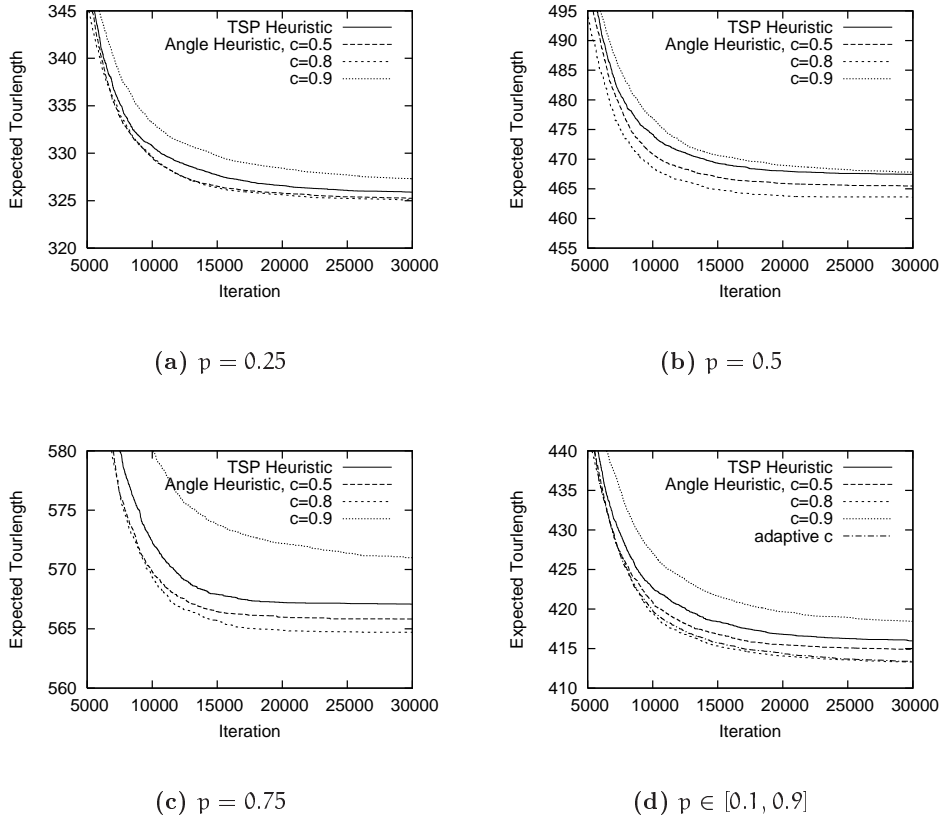 345
340
335
330
325
320
Expected Tourlength
TSP Heuristic
Angle Heuristic, c=0.5
c=0.8
c=0.9
5000 10000 15000 20000 25000 30000
Iteration
(a) p = 0.25
495
490
485
480
475
470
465
460
455
Expected Tourlength
TSP Heuristic
Angle Heuristic, c=0.5
c=0.8
c=0.9
5000 10000 15000 20000 25000 30000
Iteration
(b) p = 0.5
580
575
570
565
560
Expected Tourlength
TSP Heuristic
Angle Heuristic, c=0.5
c=0.8
c=0.9
5000 10000 15000 20000 25000 30000
Iteration
(c) p = 0.75
440
435
430
425
420
415
410
Expected Tourlength
TSP Heuristic
Angle Heuristic, c=0.5
c=0.8
c=0.9
adaptive c
5000 10000 15000 20000 25000 30000
Iteration
(d) p ∈ [0.1, 0.9]